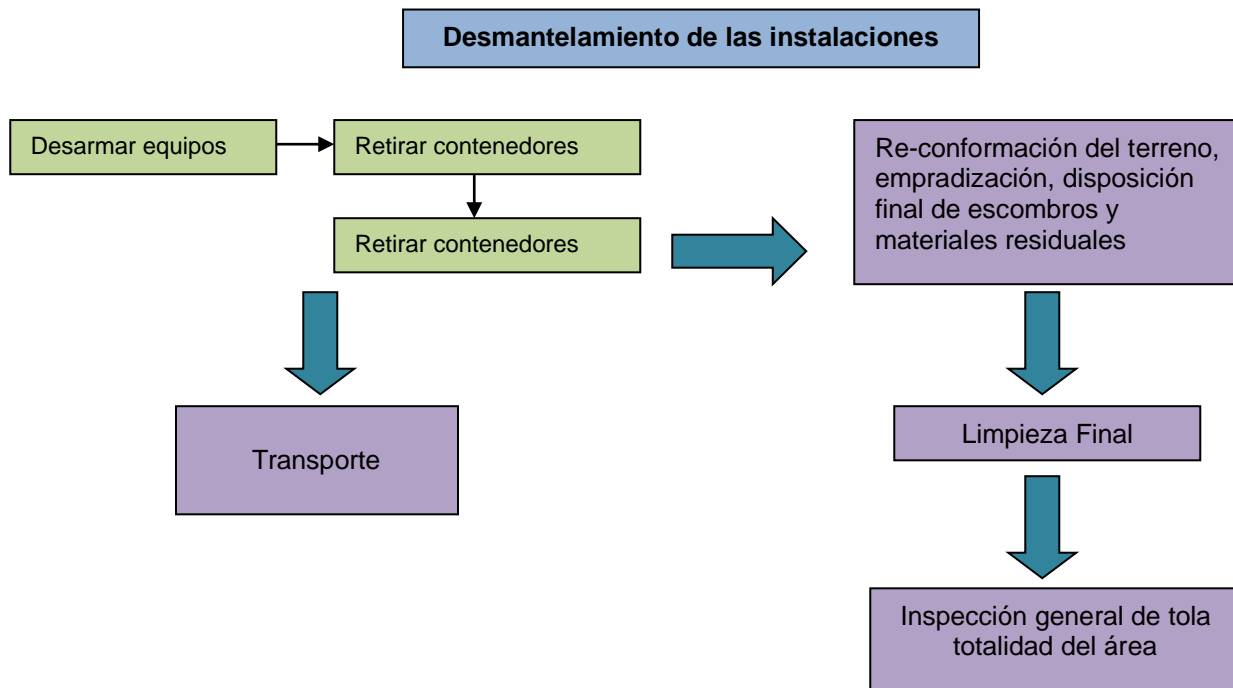 Desmantelamiento de las instalaciones
Desarmar equipos
Retirar contenedores
Retirar contenedores
Re-conformación del terreno,
empradización, disposición
final de escombros y
materiales residuales
Transporte
Limpieza Final
Inspección general de tola
totalidad del área